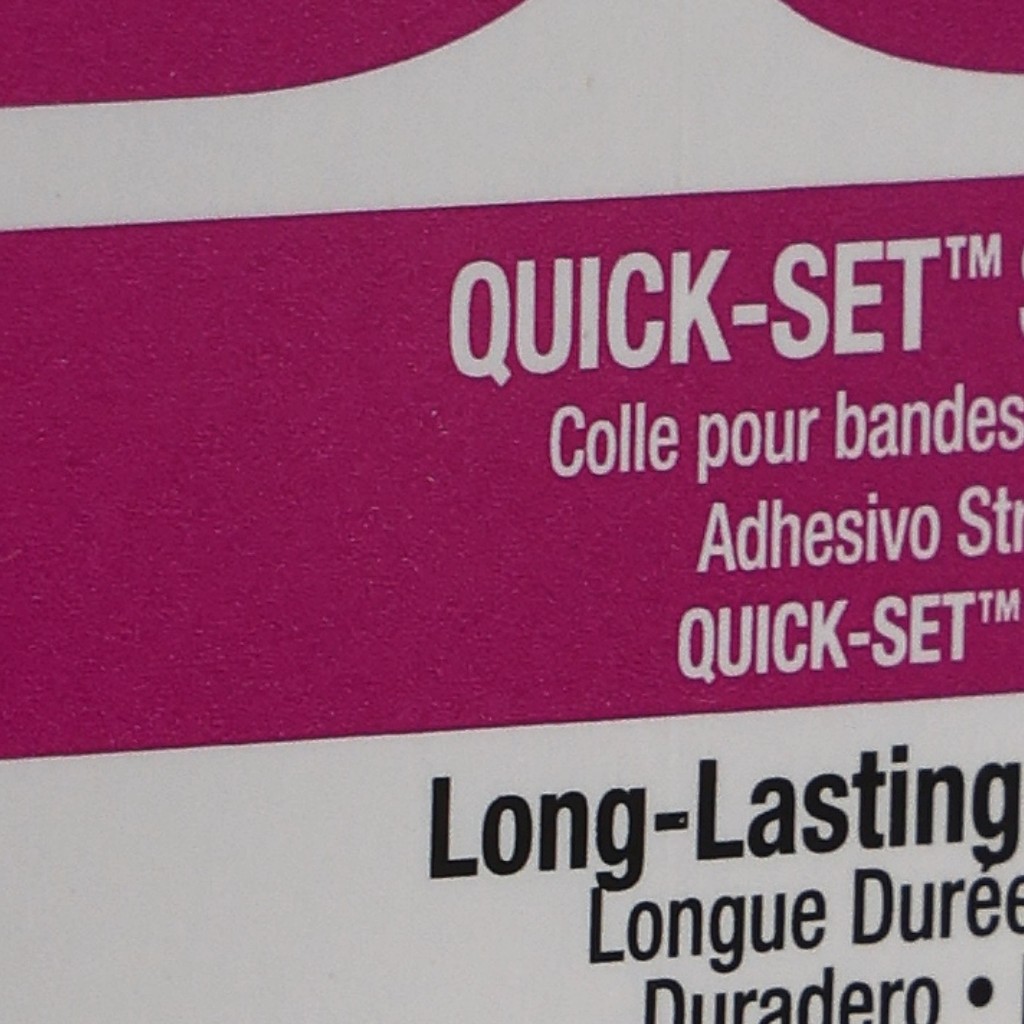 QUICK-SET™
Colle pour bandes
Adhesivo
QUICK-SET™
Long-Lasting
Longue Durée
Duradero •